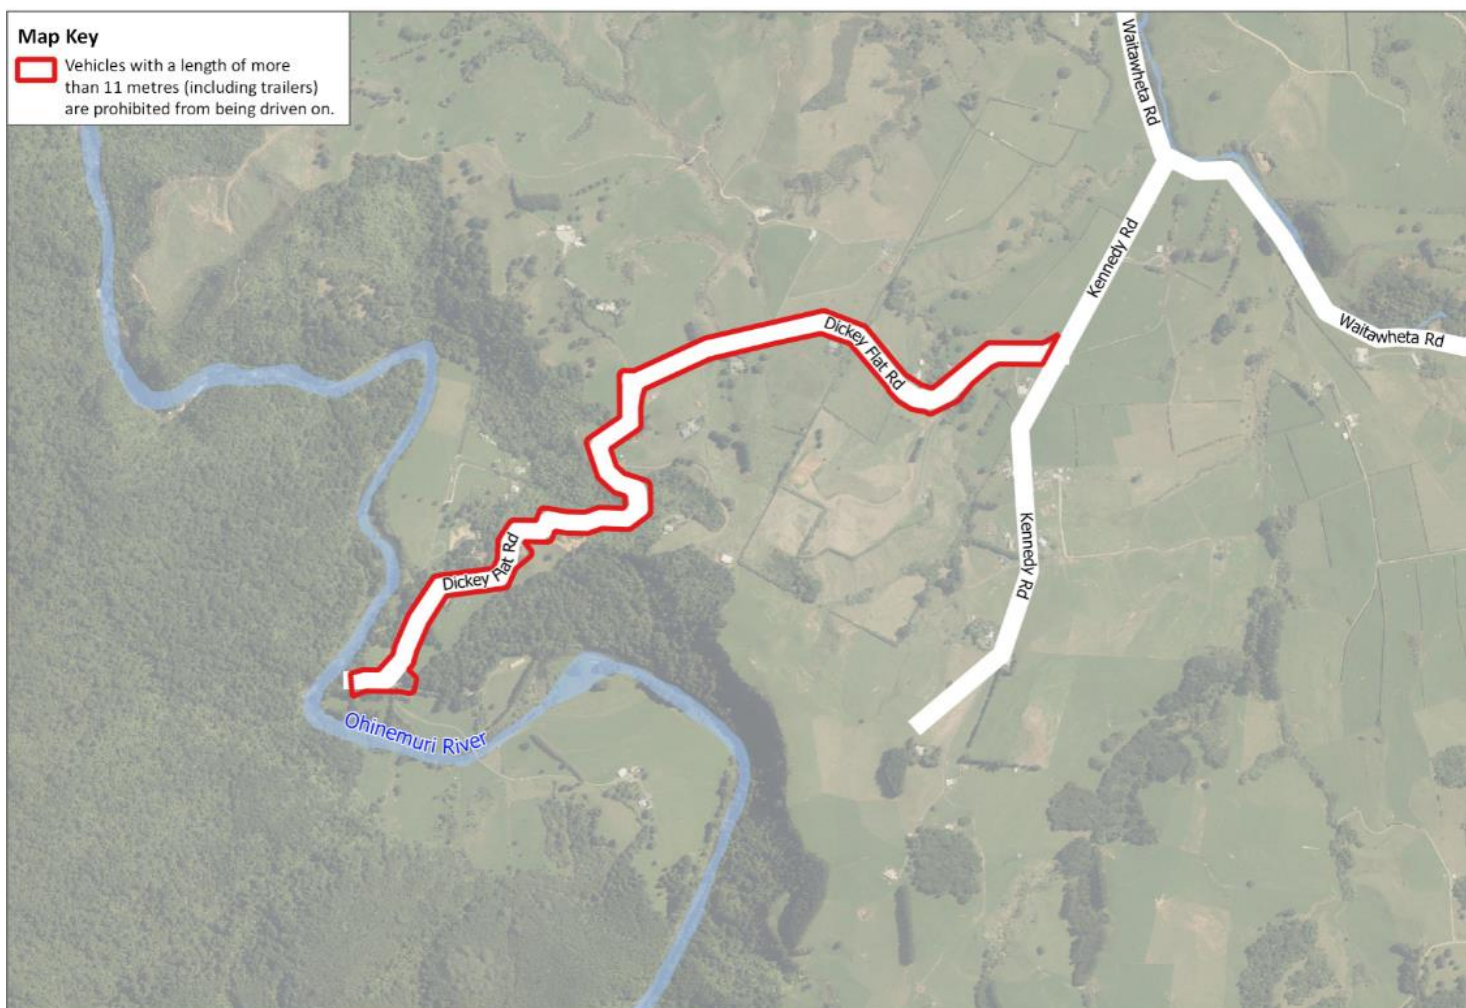 Map Key
Vehicles with a length of more
than 11 metres (including trailers)
are prohibited from being driven on.
Waitawheta Rd
Kennedy Rd
Waitawheta Rd
Dickey Flat Rd
Kennedy Rd
Dickey Flat Rd
Ohinemuri River